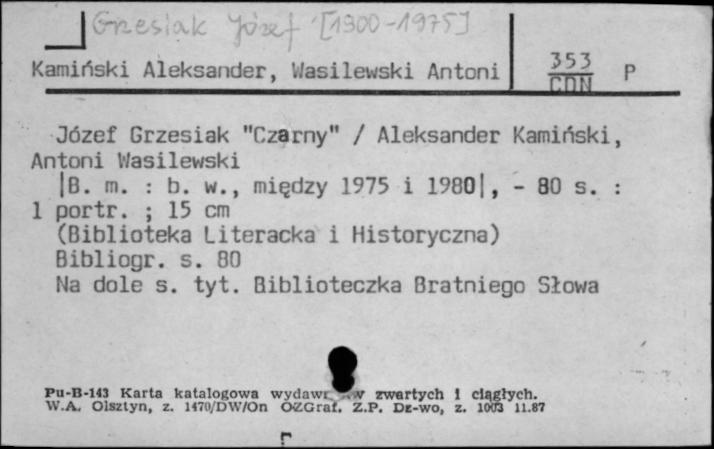 Grzesiak Józef [1900-1975]
Kamiński Aleksander, Wasilewski Antoni
353 P
CDN
Józef Grzesiak "Czarny" / Aleksander Kamiński,
Antoni Wasilewski
|B. m. : b. w., między 1975 i 1980|, - 80 s. :
1 portr. ; 15 cm
(Biblioteka Literacka i Historyczna)
Bibliogr. s. 80
Na dole s. tyt. Biblioteczka Bratniego Słowa
Pu-B-143 Karta katalogowa zwartych i ciągłych.
W.A. Olsztyn, z. 1470/DW/On OZGraf. Z.P. Dz-wo, z. 1003 11.87